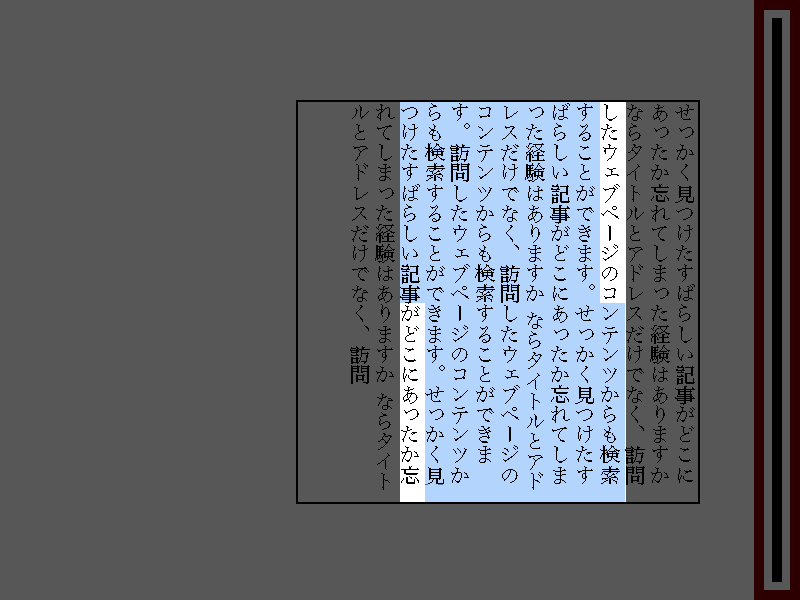 せっかく見つけたすばらしい記事がどこに
あったか忘れてしまった経験はありますか
ならタイトルとアドレスだけでなく、訪問
したウェブページのコンテンツからも検索
することができます。せっかく見つけたす
ばらしい記事がどこにあったか忘れてしま
った経験はありますか ならタイトルとアド
レスだけでなく、訪問したウェブページの
コンテンツからも検索することができま
す。訪問したウェブページのコンテンツか
らも検索することができます。せっかく見
つけたすばらしい記事がどこにあったか忘
れてしまった経験はありますか ならタイト
ルとアドレスだけでなく、訪問